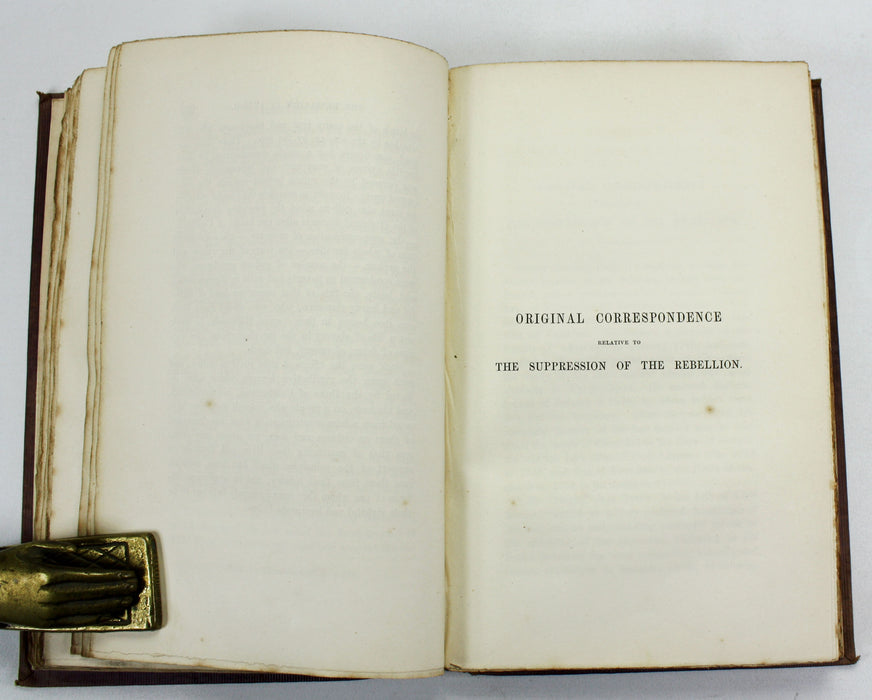 ORIGINAL CORRESPONDENCE
RELATIVE TO
THE SUPPRESSION OF THE REBELLION.